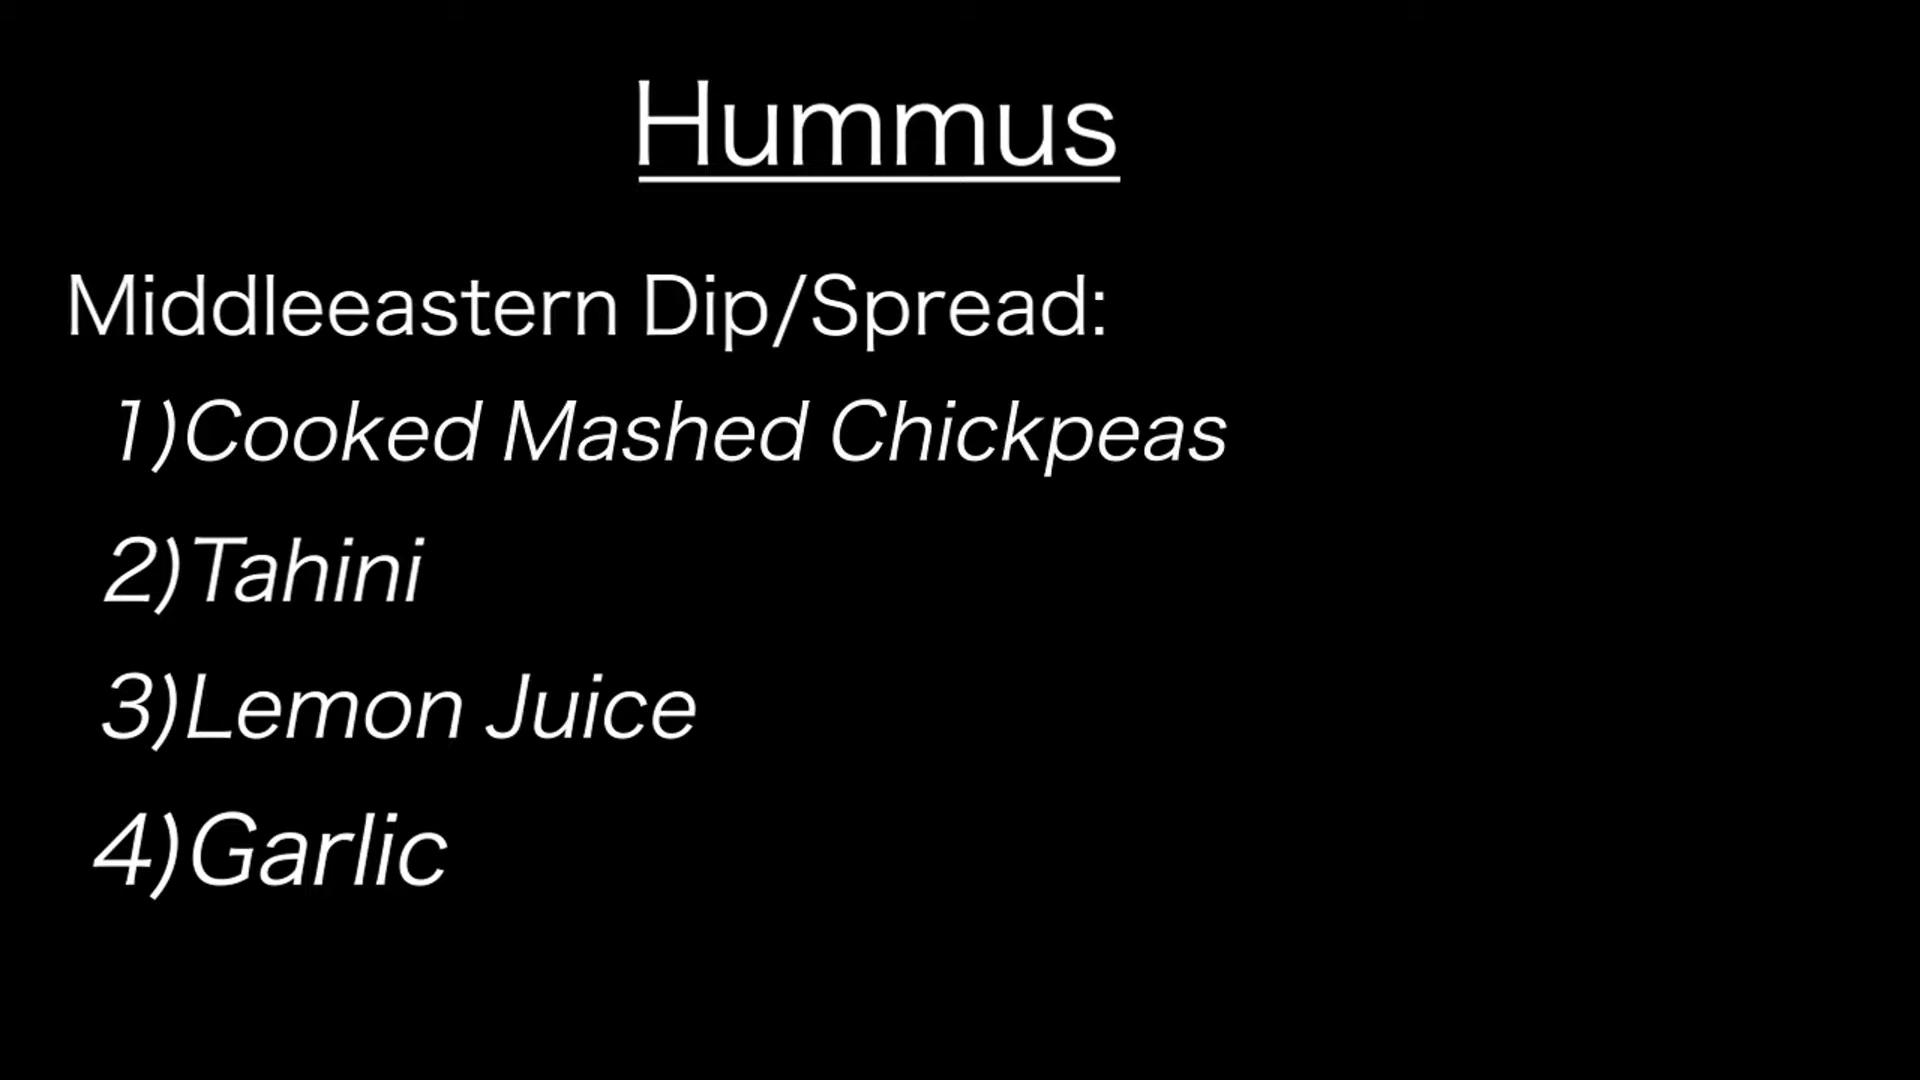 Hummus
Middleeastern Dip/Spread:
1)Cooked Mashed Chickpeas
2)Tahini
3)Lemon Juice
4)Garlic